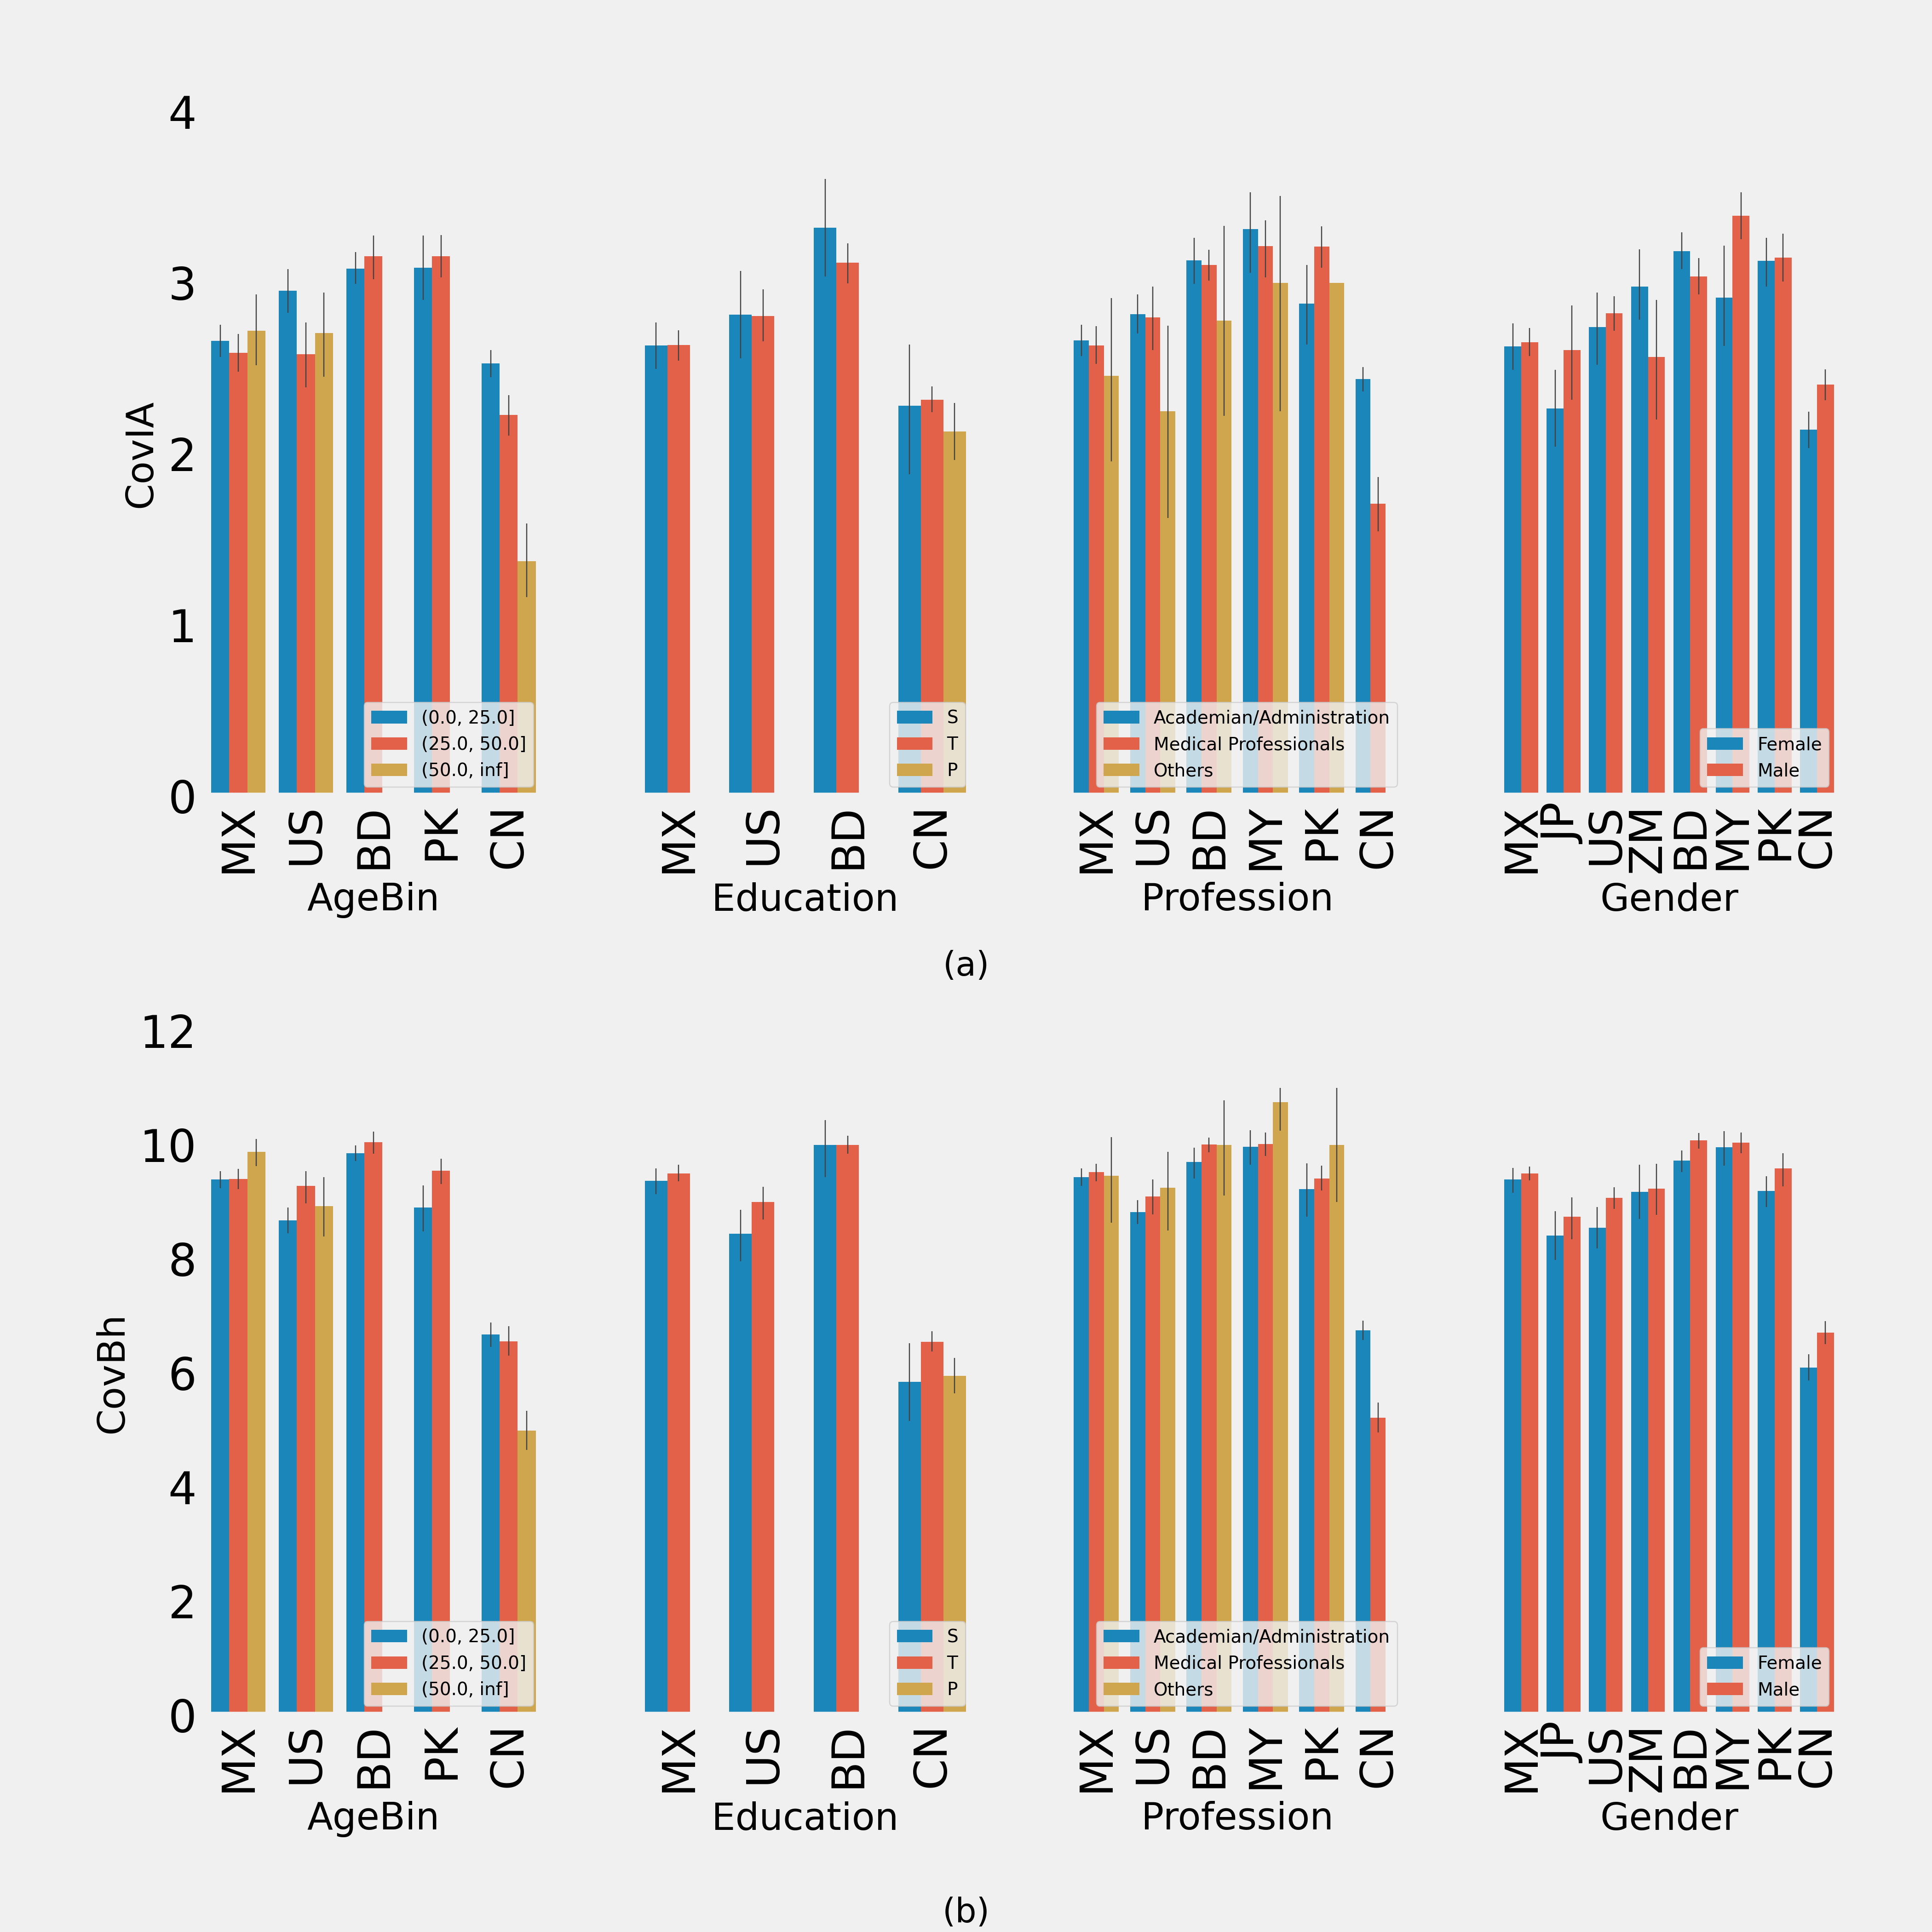 4
3
2
1
0
CovIA
(0.0, 25.0]
(25.0, 50.0]
(50.0, inf]
MX US BD PK CN
AgeBin
S
T
P
MX US BD CN
Education
Academian/Administration
Medical Professionals
Others
MX US BD MY PK CN
Profession
Female
Male
MX JP US ZM BD MY PK CN
Gender
(a)
12
10
8
6
4
2
0
CovBh
(0.0, 25.0]
(25.0, 50.0]
(50.0, inf]
MX US BD PK CN
AgeBin
S
T
P
MX US BD CN
Education
Academian/Administration
Medical Professionals
Others
MX US BD MY PK CN
Profession
Female
Male
MX JP US ZM BD MY PK CN
Gender
(b)